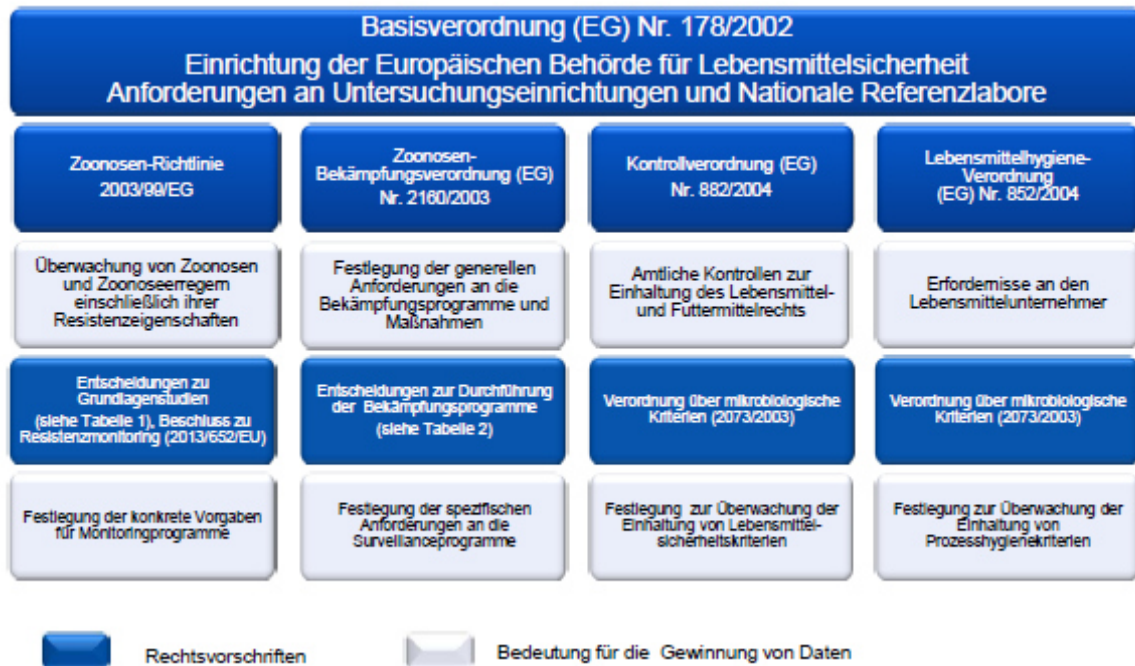 Basisverordnung (EG) Nr. 178/2002
Einrichtung der Europäischen Behörde für Lebensmittelsicherheit
Anforderungen an Untersuchungseinrichtungen und Nationale Referenzlabore
Zoonosen-Richtlinie
2003/99/EG
Zoonosen-
Bekämpfungsverordnung (EG)
Nr. 2160/2003
Kontrollverordnung (EG)
Nr. 882/2004
Lebensmittelhygiene-
Verordnung
(EG) Nr. 852/2004
Überwachung von Zoonosen
und Zoonoseerregern
einschließlich ihrer
Resistenzeigenschaften
Festlegung der generellen
Anforderungen an die
Bekämpfungsprogramme und
Maßnahmen
Amtliche Kontrollen zur
Einhaltung des Lebensmittel-
und Futtermittelrechts
Erfordernisse an den
Lebensmittelunternehmer
Entscheidungen zu
Grundlagenstudien
(siehe Tabelle 1), Beschluss zu
Resistenzmonitoring (2013/652/EU)
Entscheidungen zur Durchführung
der Bekämpfungsprogramme
(siehe Tabelle 2)
Verordnung über mikrobiologische
Kriterien (2073/2003)
Verordnung über mikrobiologische
Kriterien (2073/2003)
Festlegung der konkrete Vorgaben
für Monitoringprogramme
Festlegung der spezifischen
Anforderungen an die
Surveillanceprogramme
Festlegung zur Überwachung der
Einhaltung von Lebensmittel-
sicherheitskriterien
Festlegung zur Überwachung der
Einhaltung von
Prozesshygienekriterien
Rechtsvorschriften
Bedeutung für die Gewinnung von Daten